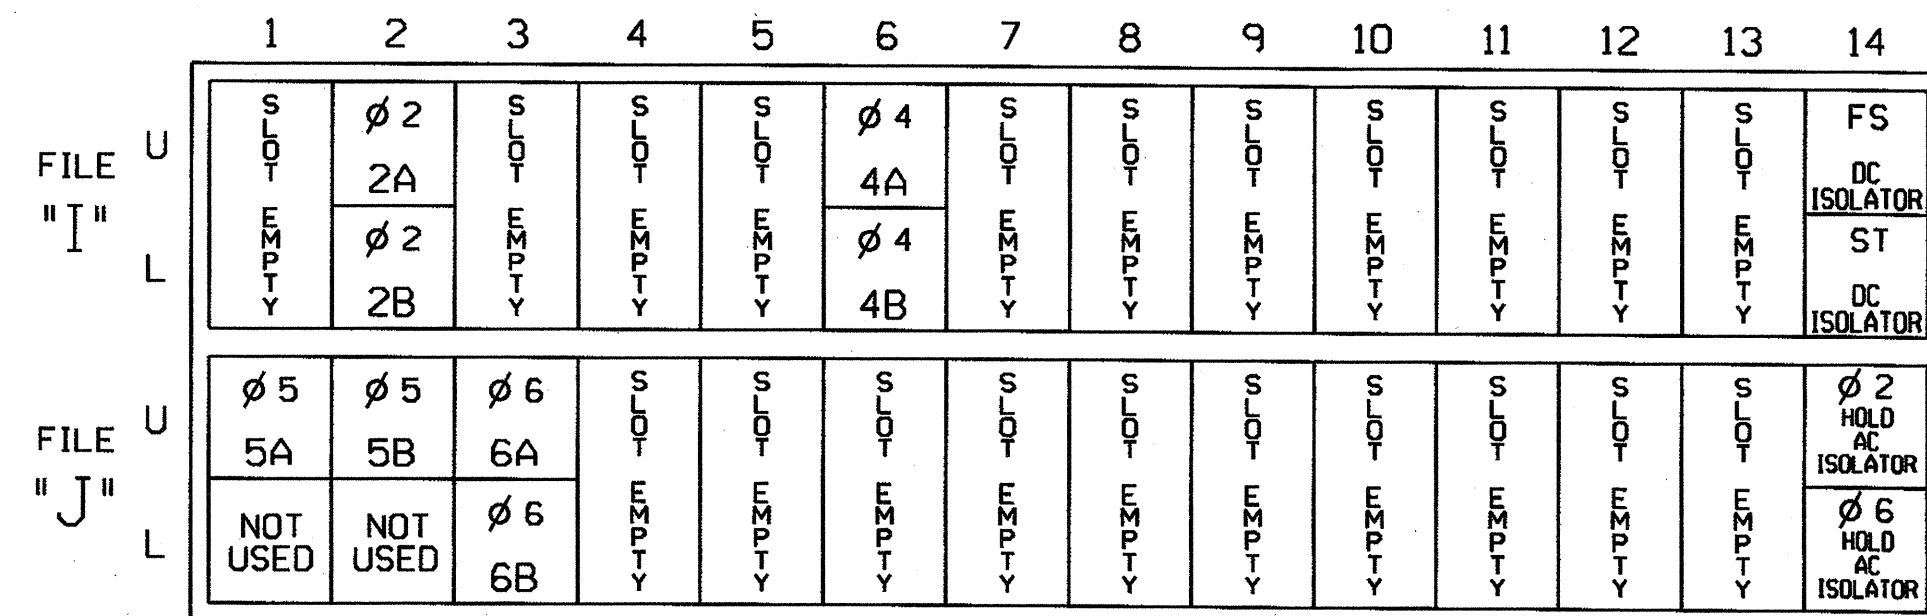 1 2 3 4 5 6 7 8 9 10 11 12 13 14
FILE "I"
U
L
SLOT EMPTY
ø 2
2A
ø 2
2B
SLOT EMPTY
SLOT EMPTY
SLOT EMPTY
ø 4
4A
ø 4
4B
SLOT EMPTY
SLOT EMPTY
SLOT EMPTY
SLOT EMPTY
SLOT EMPTY
SLOT EMPTY
SLOT EMPTY
FS
DC
ISOLATOR
ST
DC
ISOLATOR
FILE "J"
U
L
ø 5
5A
NOT
USED
ø 5
5B
NOT
USED
ø 6
6A
ø 6
6B
SLOT EMPTY
SLOT EMPTY
SLOT EMPTY
SLOT EMPTY
SLOT EMPTY
SLOT EMPTY
SLOT EMPTY
SLOT EMPTY
SLOT EMPTY
SLOT EMPTY
ø 2
HOLD
AC
ISOLATOR
ø 6
HOLD
AC
ISOLATOR